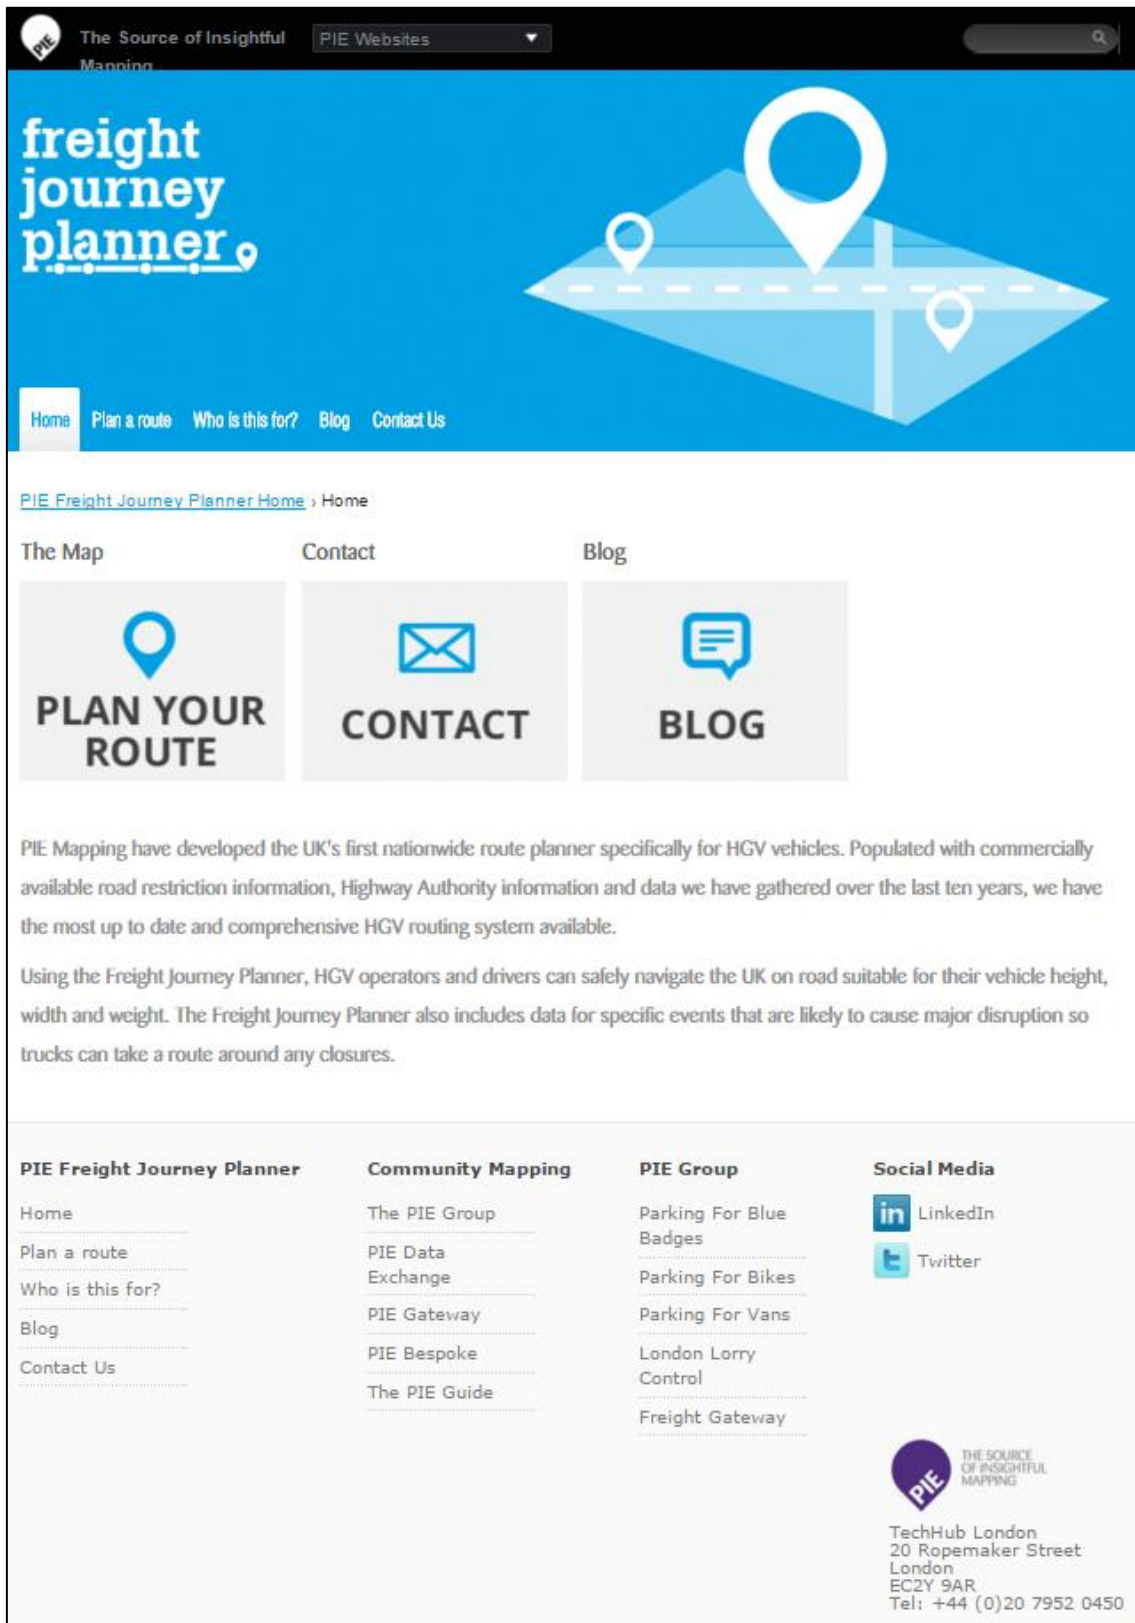 PIE
The Source of Insightful
Mapping
PIE Websites
freight
journey
planner
Home Plan a route Who is this for? Blog Contact Us
PIE Freight Journey Planner Home › Home
The Map Contact Blog
PLAN YOUR
ROUTE
CONTACT
BLOG
PIE Mapping have developed the UK's first nationwide route planner specifically for HGV vehicles. Populated with commercially
available road restriction information, Highway Authority information and data we have gathered over the last ten years, we have
the most up to date and comprehensive HGV routing system available.
Using the Freight Journey Planner, HGV operators and drivers can safely navigate the UK on road suitable for their vehicle height,
width and weight. The Freight Journey Planner also includes data for specific events that are likely to cause major disruption so
trucks can take a route around any closures.
PIE Freight Journey Planner
Home
Plan a route
Who is this for?
Blog
Contact Us
Community Mapping
The PIE Group
PIE Data
Exchange
PIE Gateway
PIE Bespoke
The PIE Guide
PIE Group
Parking For Blue
Badges
Parking For Bikes
Parking For Vans
London Lorry
Control
Freight Gateway
Social Media
in LinkedIn
t Twitter
PIE
THE SOURCE
OF INSIGHTFUL
MAPPING
TechHub London
20 Ropemaker Street
London
EC2Y 9AR
Tel: +44 (0)20 7952 0450